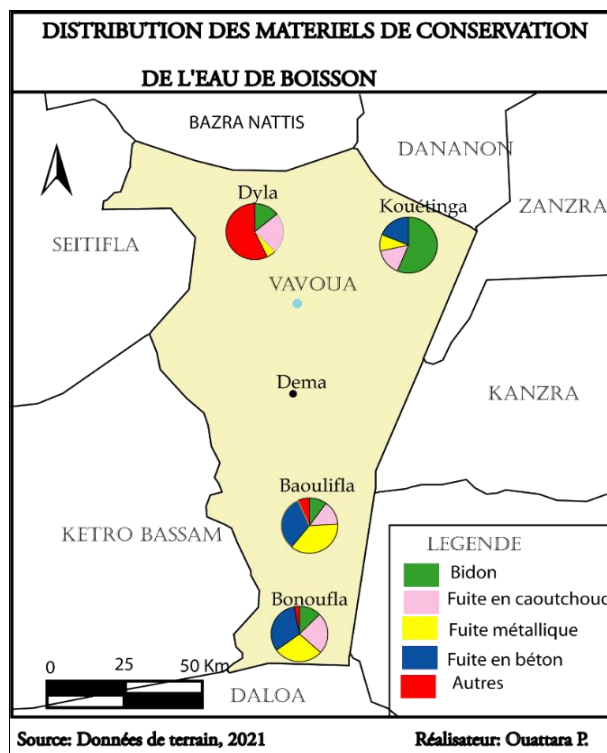 DISTRIBUTION DES MATERIELS DE CONSERVATION
DE L'EAU DE BOISSON
BAZRA NATTIS
DANANON
Dyla
Kouétinga
ZANZRA
SEITIFLA
VAVOUA
Dema
KANZRA
Baoulifla
KETRO BASSAM
LEGENDE
Bidon
Fuite en caoutchouc
Fuite métallique
Fuite en béton
Autres
Bonoufla
0 25 50 Km
DALOA
Source: Données de terrain, 2021 Réalisateur: Ouattara P.